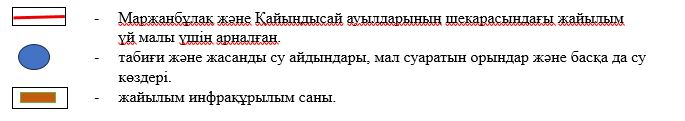 - Маржанбұлак және Қайыңдысай ауылдарының шекарасындағы жайылым
үй малы үшін арналған.
- табиғи және жасанды су айдындары, мал суаратын орындар және басқа да су
көздері.
- жайылым инфрақұрылым саны.